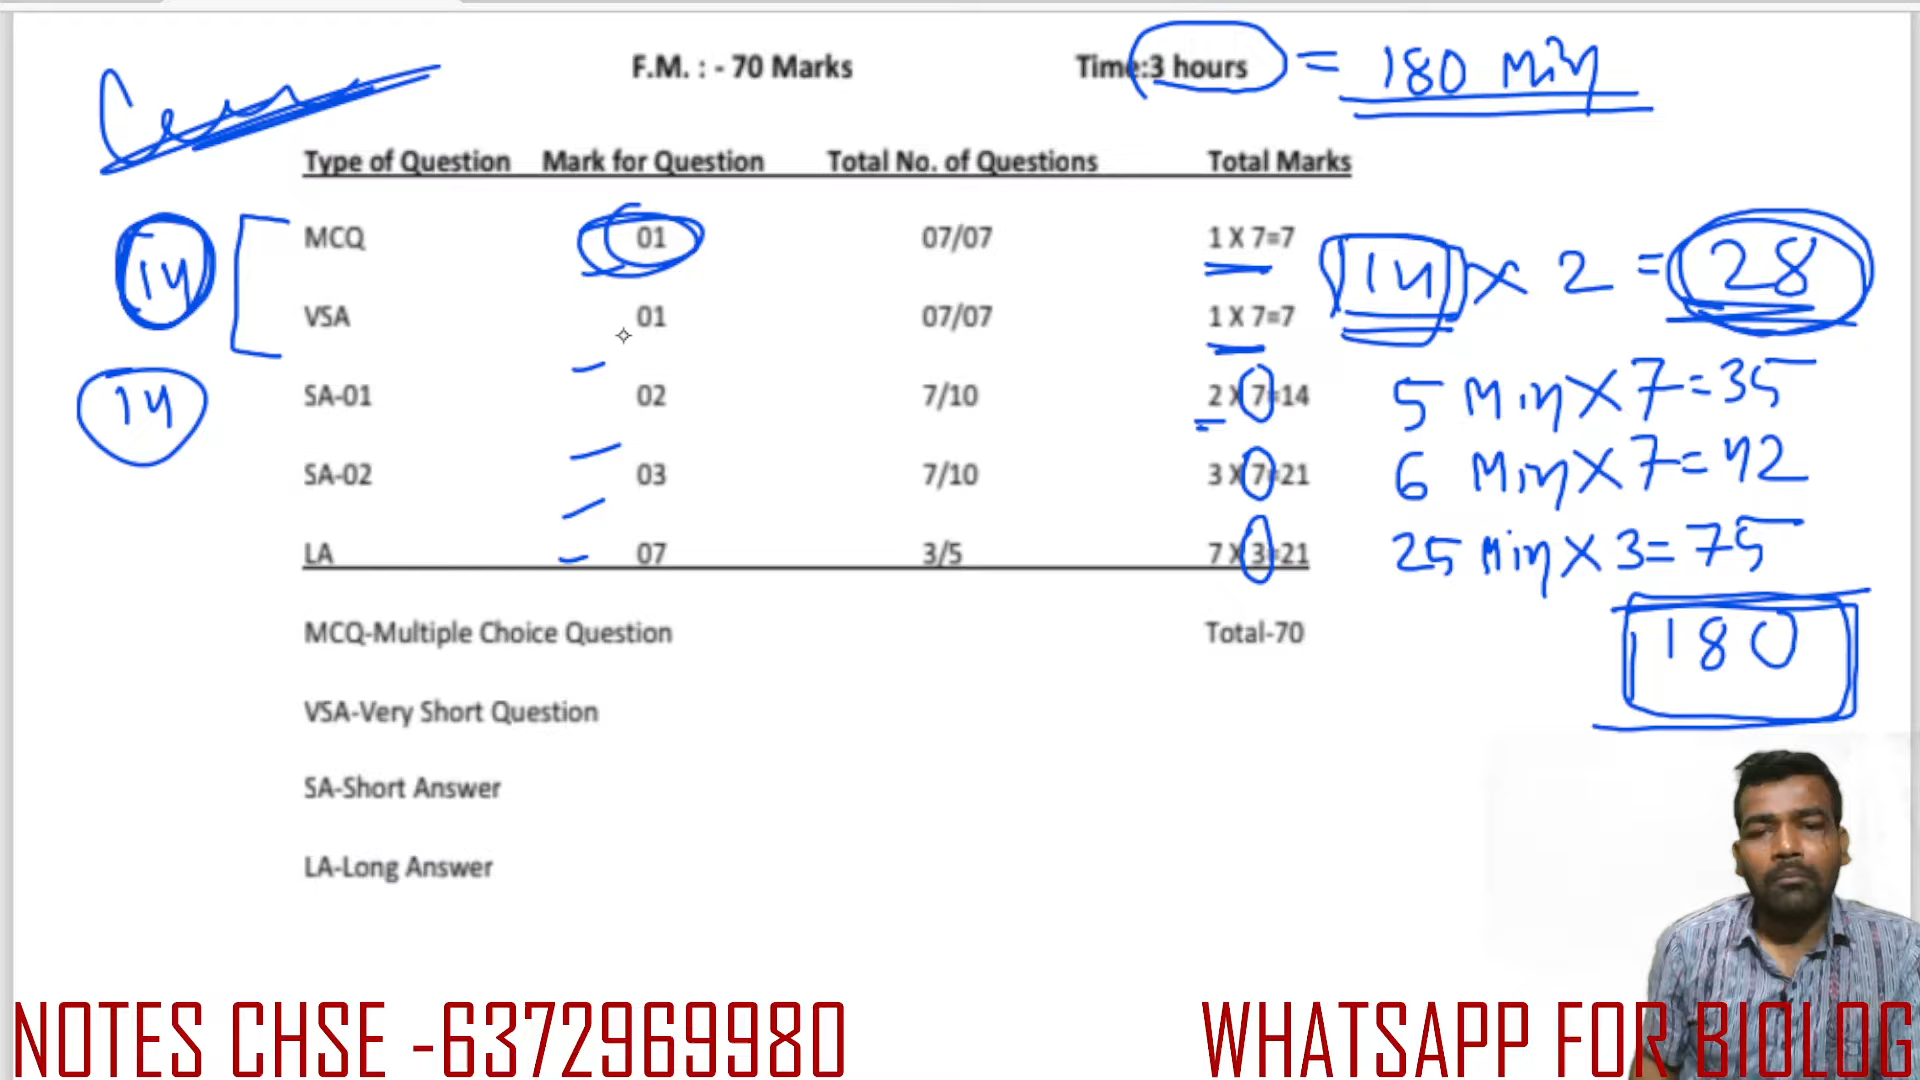 F.M. : - 70 Marks Time:3 hours = 180 Min
Type of Question Mark for Question Total No. of Questions Total Marks
14 MCQ 01 07/07 1 X 7=7 14 × 2 = 28
VSA 01 07/07 1 X 7=7
14 SA-01 02 7/10 2 X 7=14 5 Min × 7 = 35
SA-02 03 7/10 3 X 7=21 6 Min × 7 = 42
LA 07 3/5 7 X 3=21 25 Min × 3 = 75
MCQ-Multiple Choice Question Total-70 180
VSA-Very Short Question
SA-Short Answer
LA-Long Answer
NOTES CHSE -6372969980 WHATSAPP FOR BIOLOG